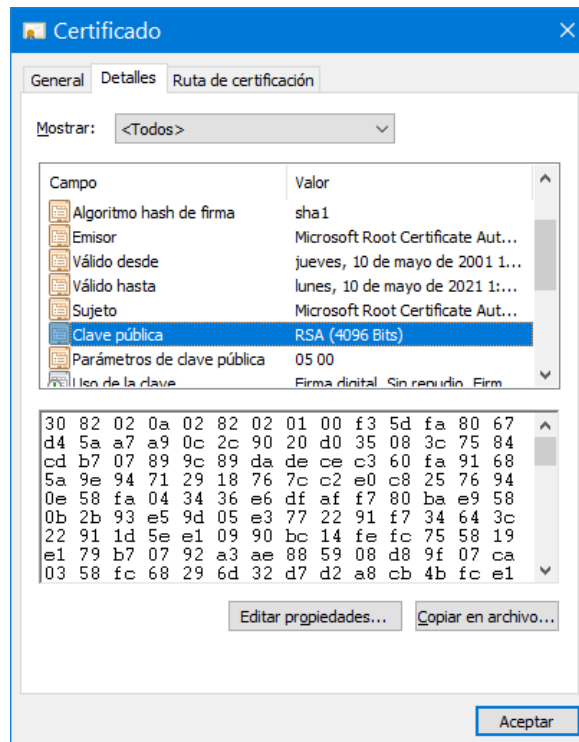 Certificado
General Detalles Ruta de certificación
Mostrar: <Todos>
Campo Valor
Algoritmo hash de firma sha1
Emisor Microsoft Root Certificate Aut...
Válido desde jueves, 10 de mayo de 2001 1...
Válido hasta lunes, 10 de mayo de 2021 1:...
Sujeto Microsoft Root Certificate Aut...
Clave pública RSA (4096 Bits)
Parámetros de clave pública 05 00
Uso de la clave Firma digital, Sin repudio, Firm
30 82 02 0a 02 82 02 01 00 f3 5d fa 80 67
d4 5a a7 a9 0c 2c 90 20 d0 35 08 3c 75 84
cd b7 07 89 9c 89 da de ce c3 60 fa 91 68
5a 9e 94 71 29 18 76 7c c2 e0 c8 25 76 94
0e 58 fa 04 34 36 e6 df af f7 80 ba e9 58
0b 2b 93 e5 9d 05 e3 77 22 91 f7 34 64 3c
22 91 1d 5e e1 09 90 bc 14 fe fc 75 58 19
e1 79 b7 07 92 a3 ae 88 59 08 d8 9f 07 ca
03 58 fc 68 29 6d 32 d7 d2 a8 cb 4b fc e1
Editar propiedades... Copiar en archivo...
Aceptar